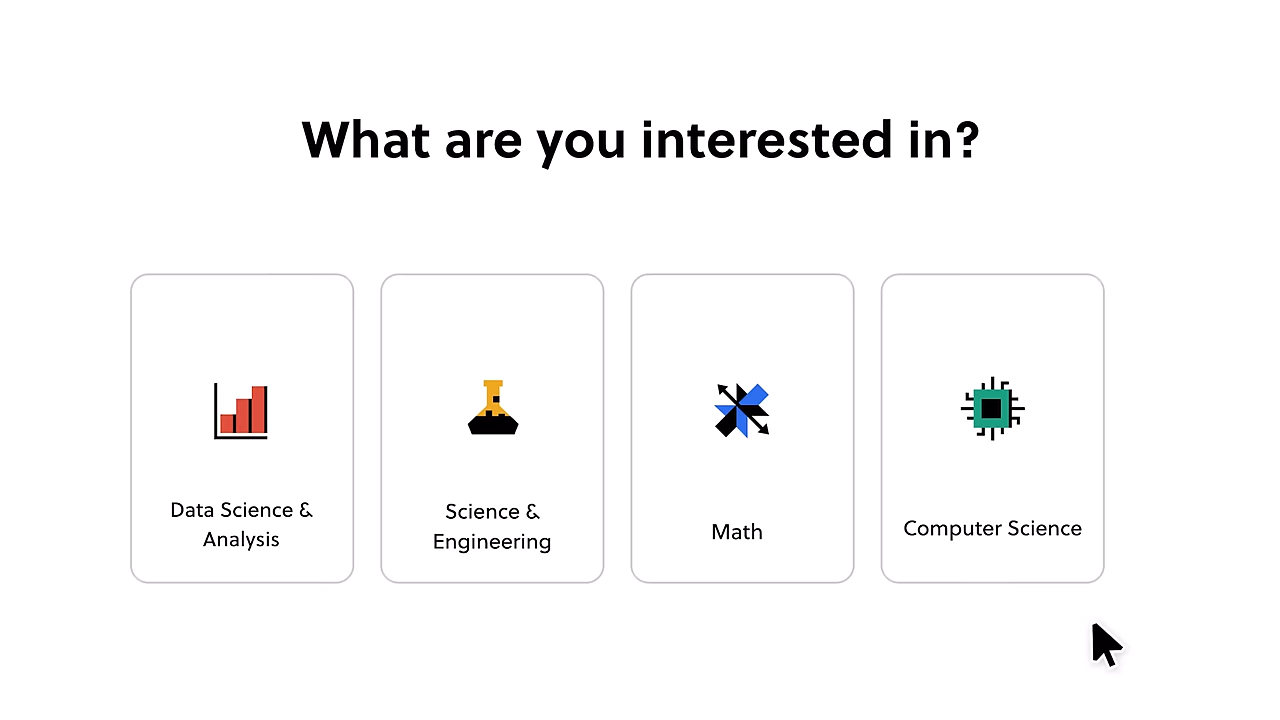 What are you interested in?
Data Science &
Analysis
Science &
Engineering
Math
Computer Science